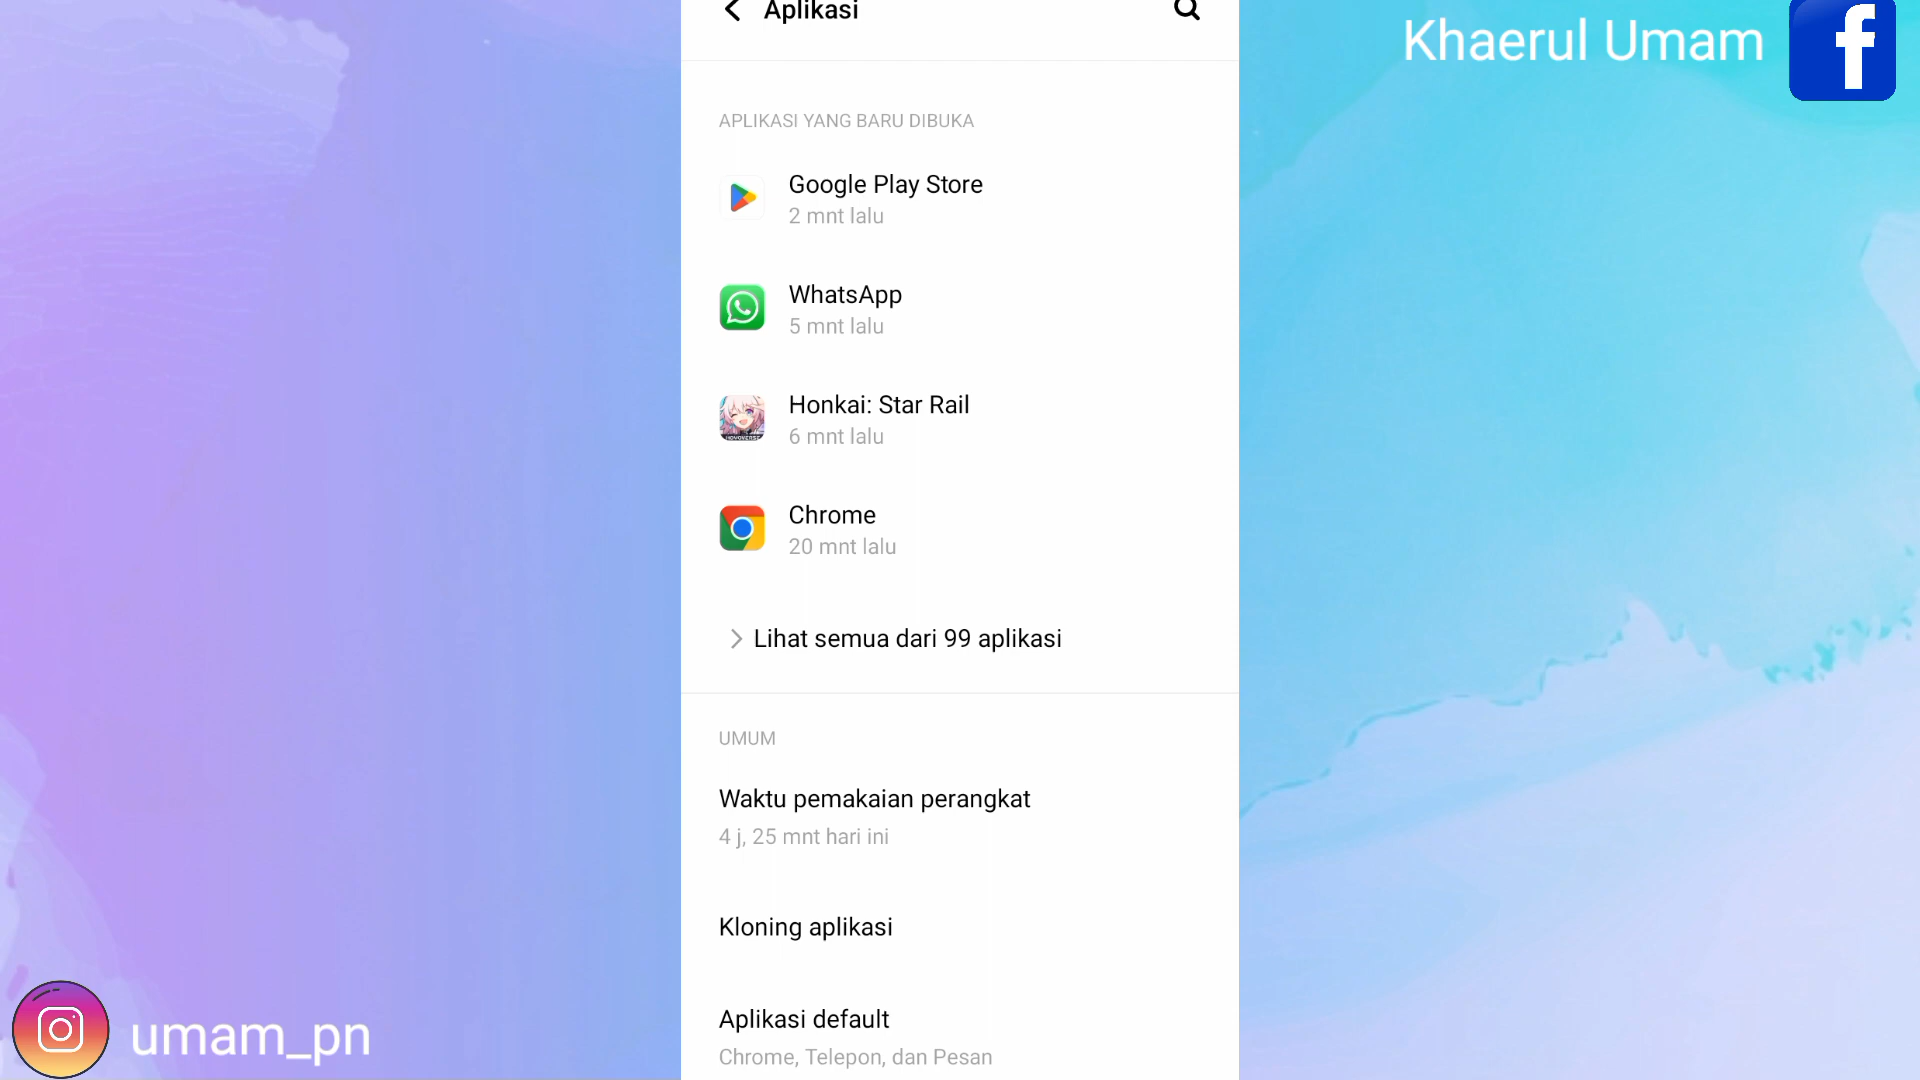 Aplikasi
Khaerul Umam
APLIKASI YANG BARU DIBUKA
Google Play Store
2 mnt lalu
WhatsApp
5 mnt lalu
Honkai: Star Rail
6 mnt lalu
Chrome
20 mnt lalu
Lihat semua dari 99 aplikasi
UMUM
Waktu pemakaian perangkat
4 j, 25 mnt hari ini
Kloning aplikasi
Aplikasi default
Chrome, Telepon, dan Pesan
umam_pn